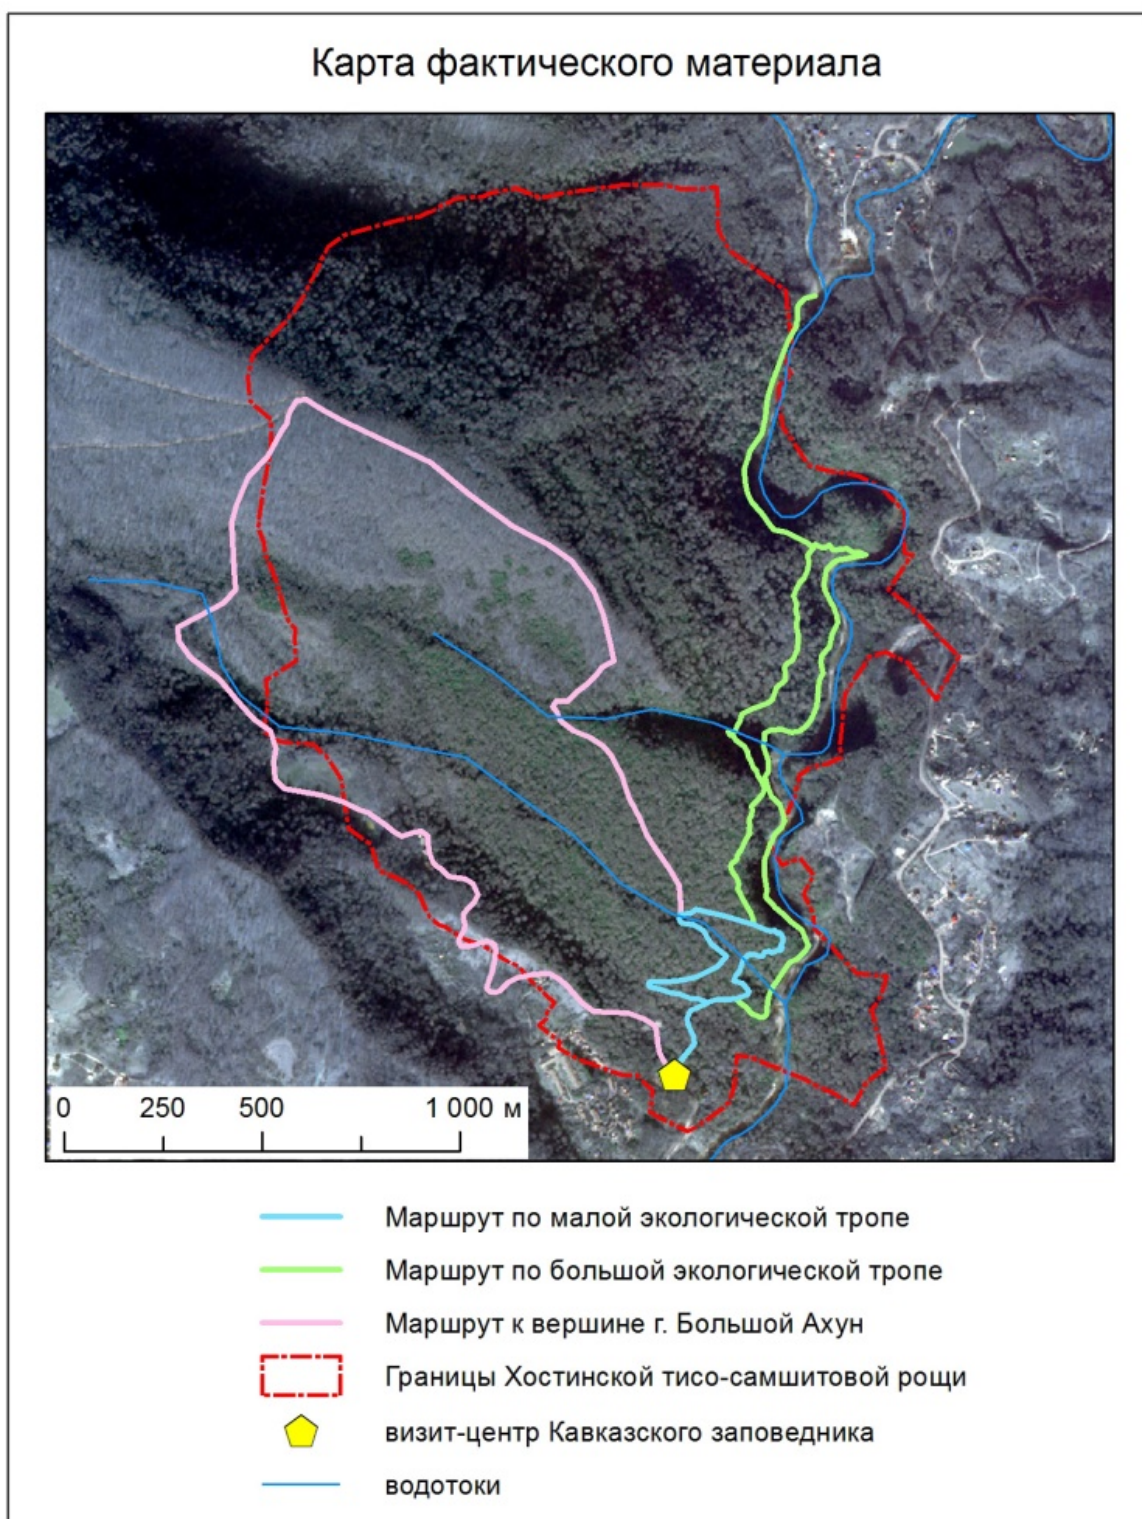 Карта фактического материала
0 250 500 1 000 м
Маршрут по малой экологической тропе
Маршрут по большой экологической тропе
Маршрут к вершине г. Большой Ахун
Границы Хостинской тисо-самшитовой рощи
визит-центр Кавказского заповедника
водотоки